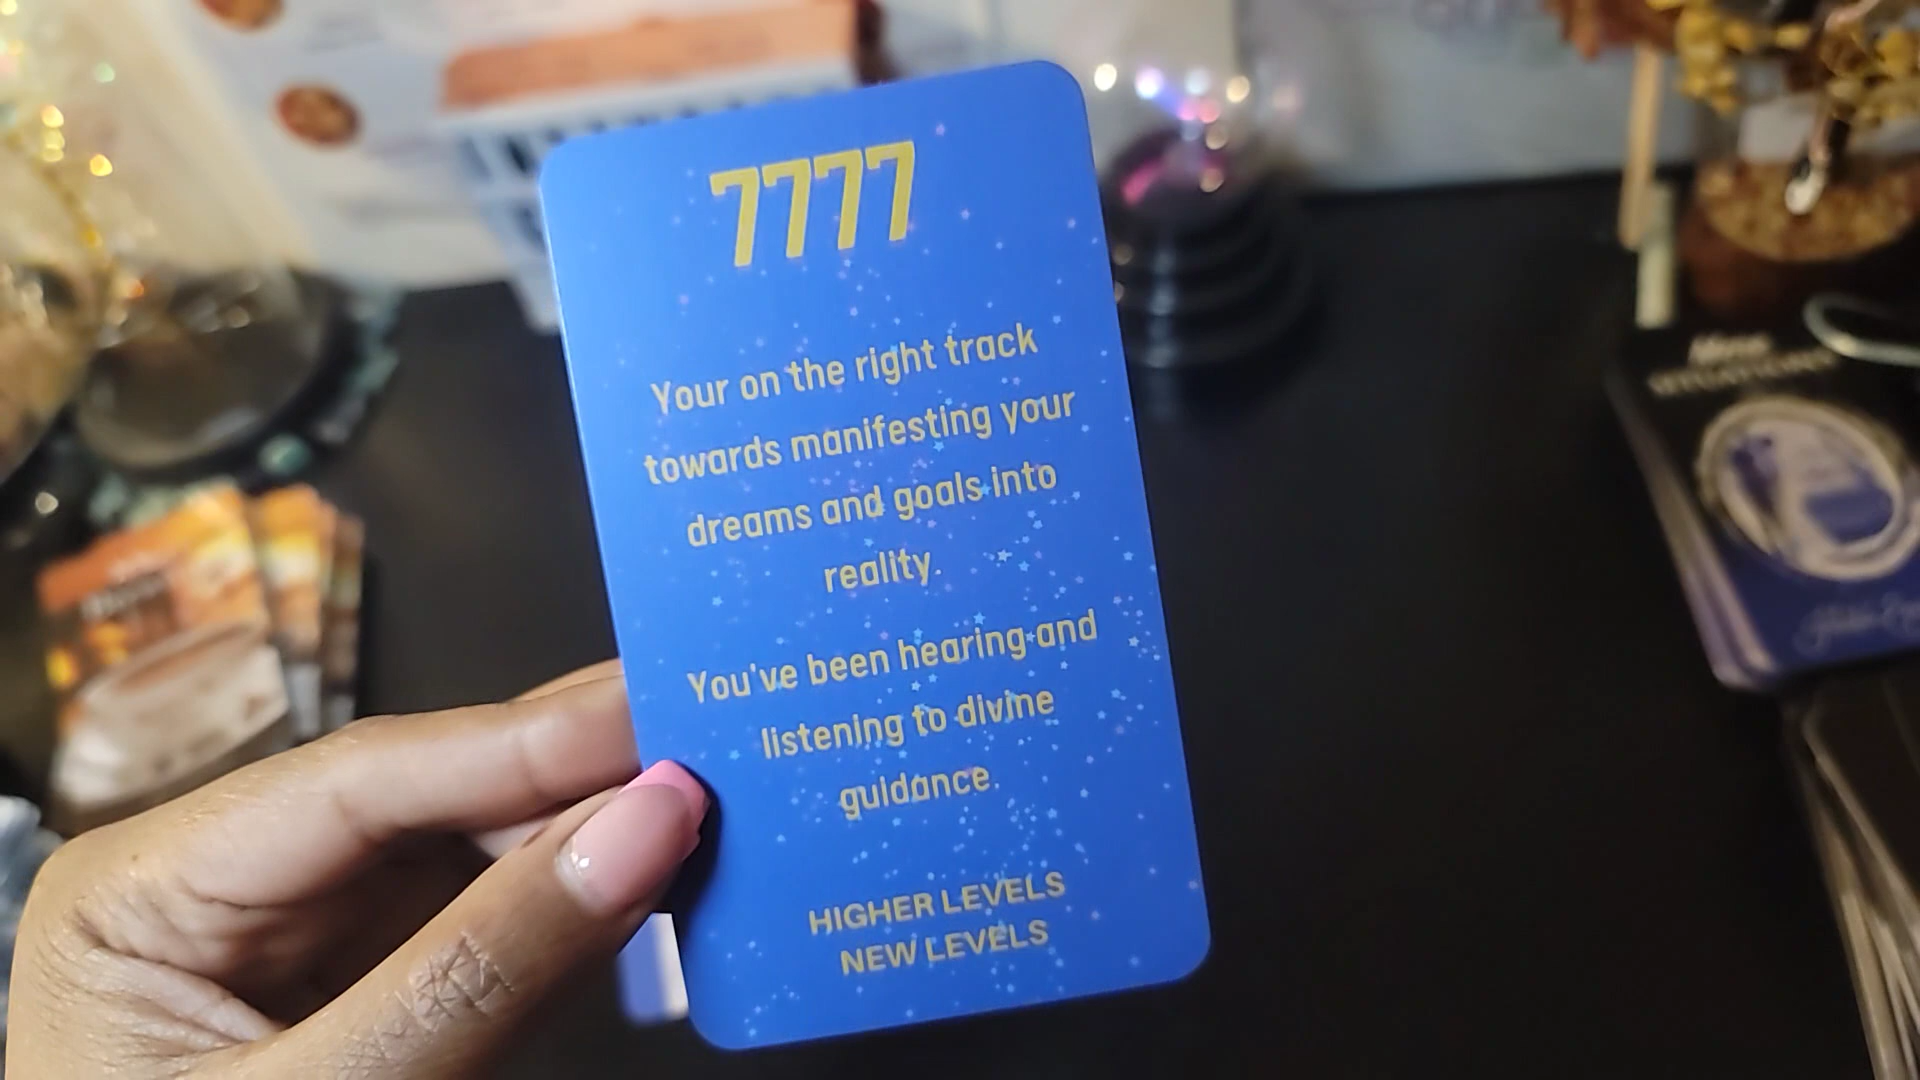 7777
Your on the right track
towards manifesting your
dreams and goals into
reality.
You've been hearing and
listening to divine
guidance.
HIGHER LEVELS
NEW LEVELS